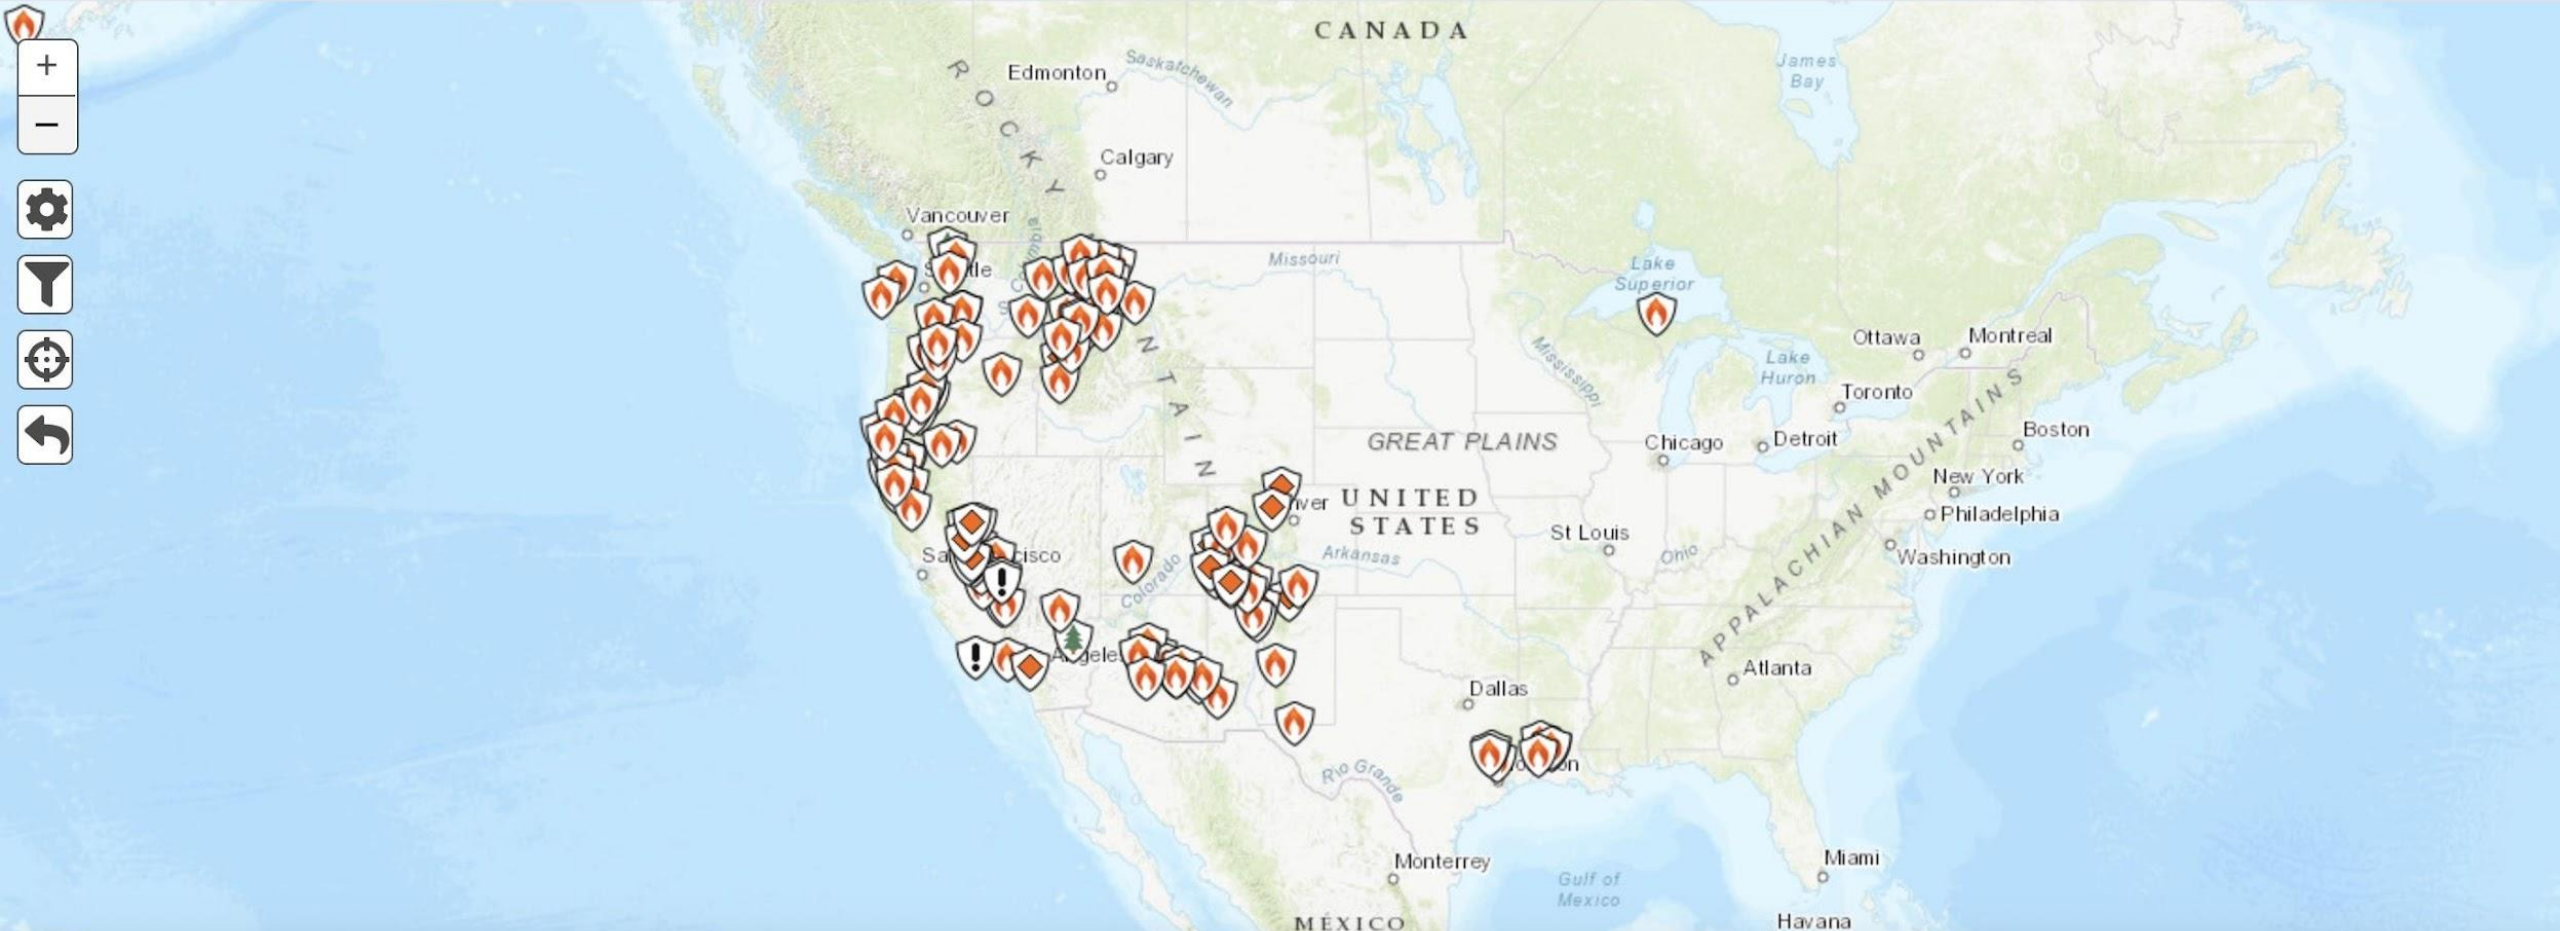 CANADA
Edmonton
Saskatchewan
James
Bay
ROCKY
Calgary
Vancouver
Missouri
Lake
Superior
Ottawa
Montreal
Mississippi
Lake
Huron
Toronto
MOUNTAINS
Boston
GREAT PLAINS
Chicago
Detroit
New York
UNITED
STATES
Philadelphia
St Louis
Arkansas
Ohio
Washington
Colorado
APPALACHIAN
Atlanta
Dallas
Rio Grande
Monterrey
Miami
Gulf of
Mexico
MÉXICO
Havana